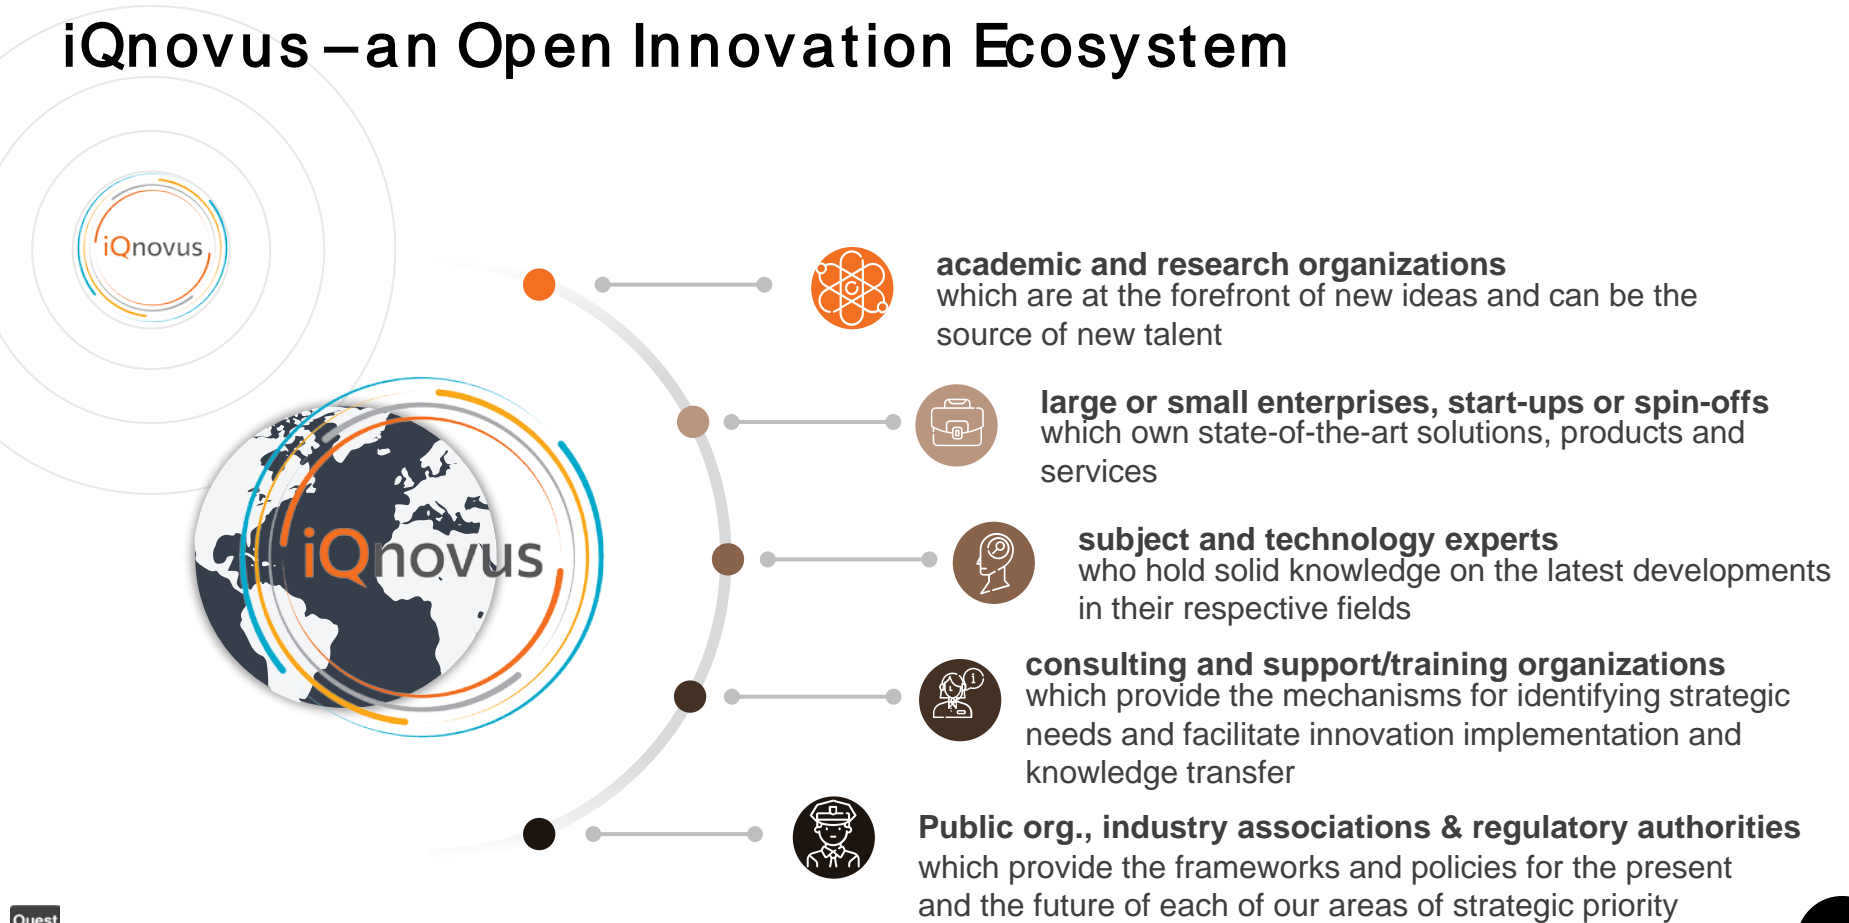 iQnovus – an Open Innovation Ecosystem
iQnovus
academic and research organizations
which are at the forefront of new ideas and can be the
source of new talent
large or small enterprises, start-ups or spin-offs
which own state-of-the-art solutions, products and
services
iQnovus
subject and technology experts
who hold solid knowledge on the latest developments
in their respective fields
consulting and support/training organizations
which provide the mechanisms for identifying strategic
needs and facilitate innovation implementation and
knowledge transfer
Public org., industry associations & regulatory authorities
which provide the frameworks and policies for the present
and the future of each of our areas of strategic priority
Quest